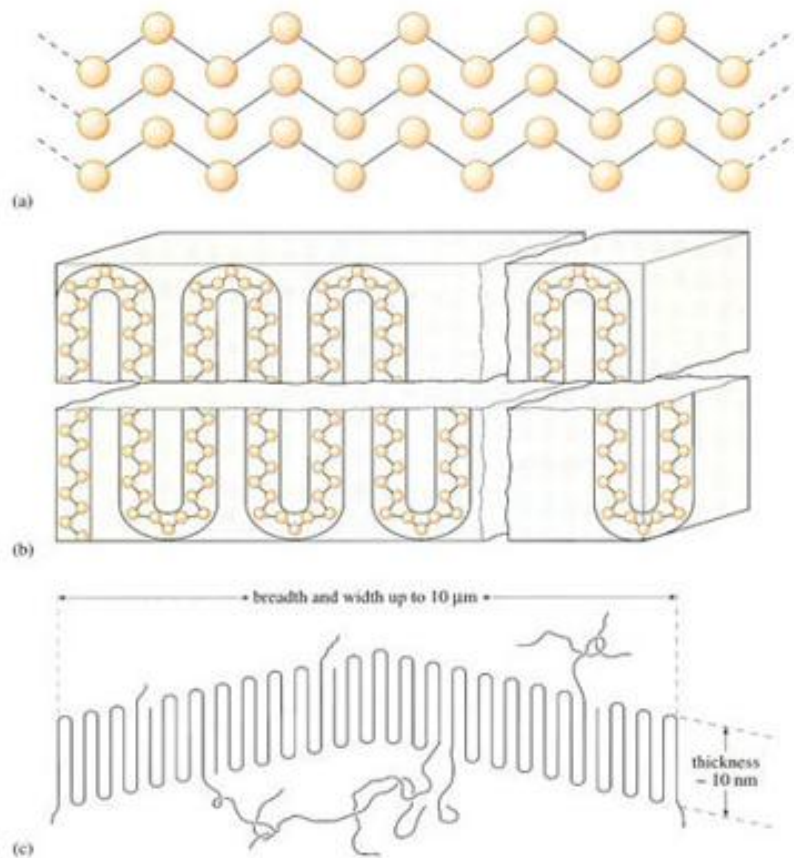 (a)
(b)
breadth and width up to 10 μm
thickness
~ 10 nm
(c)